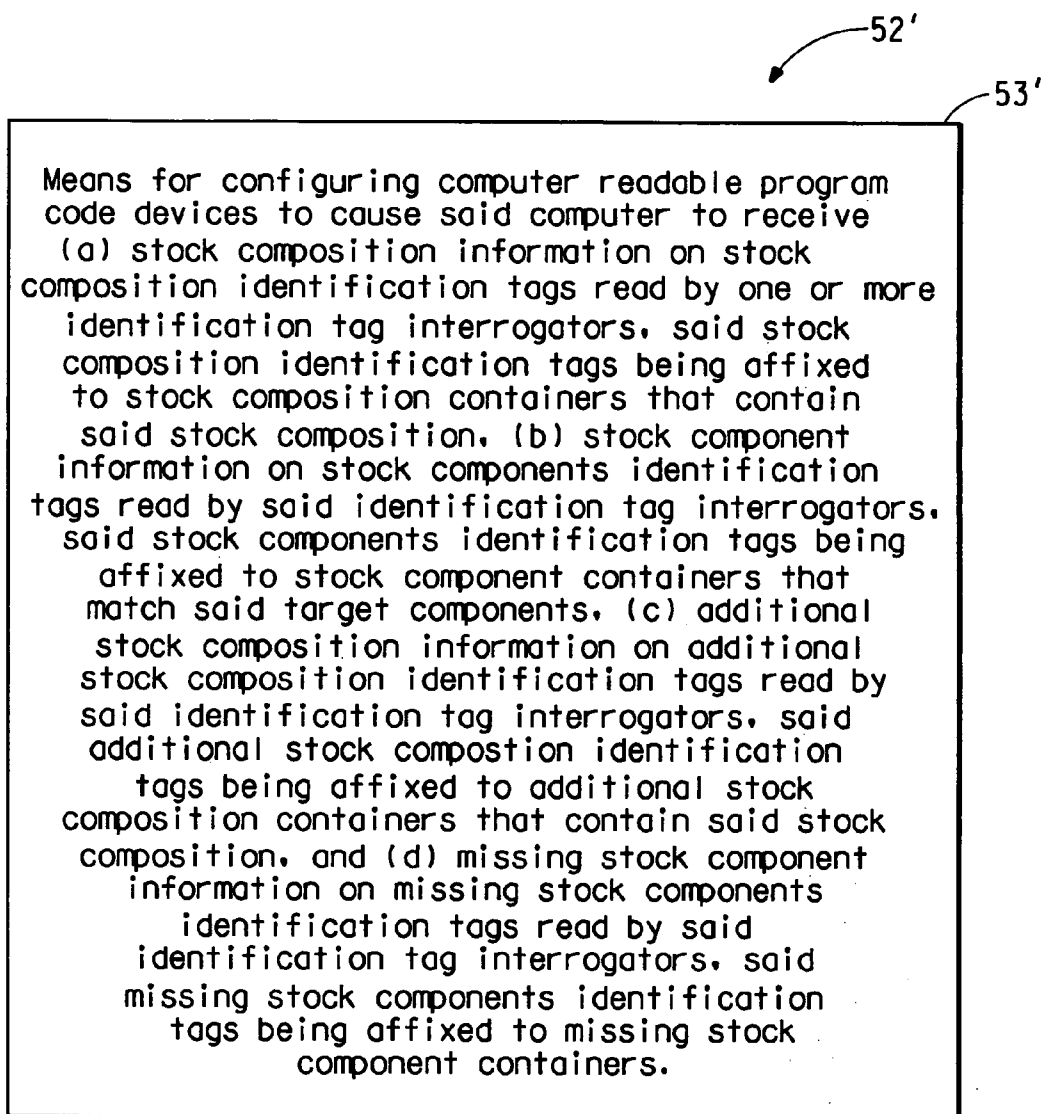 52'
53'
Means for configuring computer readable program
code devices to cause said computer to receive
(a) stock composition information on stock
composition identification tags read by one or more
identification tag interrogators, said stock
composition identification tags being affixed
to stock composition containers that contain
said stock composition, (b) stock component
information on stock components identification
tags read by said identification tag interrogators,
said stock components identification tags being
affixed to stock component containers that
match said target components, (c) additional
stock composition information on additional
stock composition identification tags read by
said identification tag interrogators, said
additional stock compostion identification
tags being affixed to additional stock
composition containers that contain said stock
composition, and (d) missing stock component
information on missing stock components
identification tags read by said
identification tag interrogators, said
missing stock components identification
tags being affixed to missing stock
component containers.